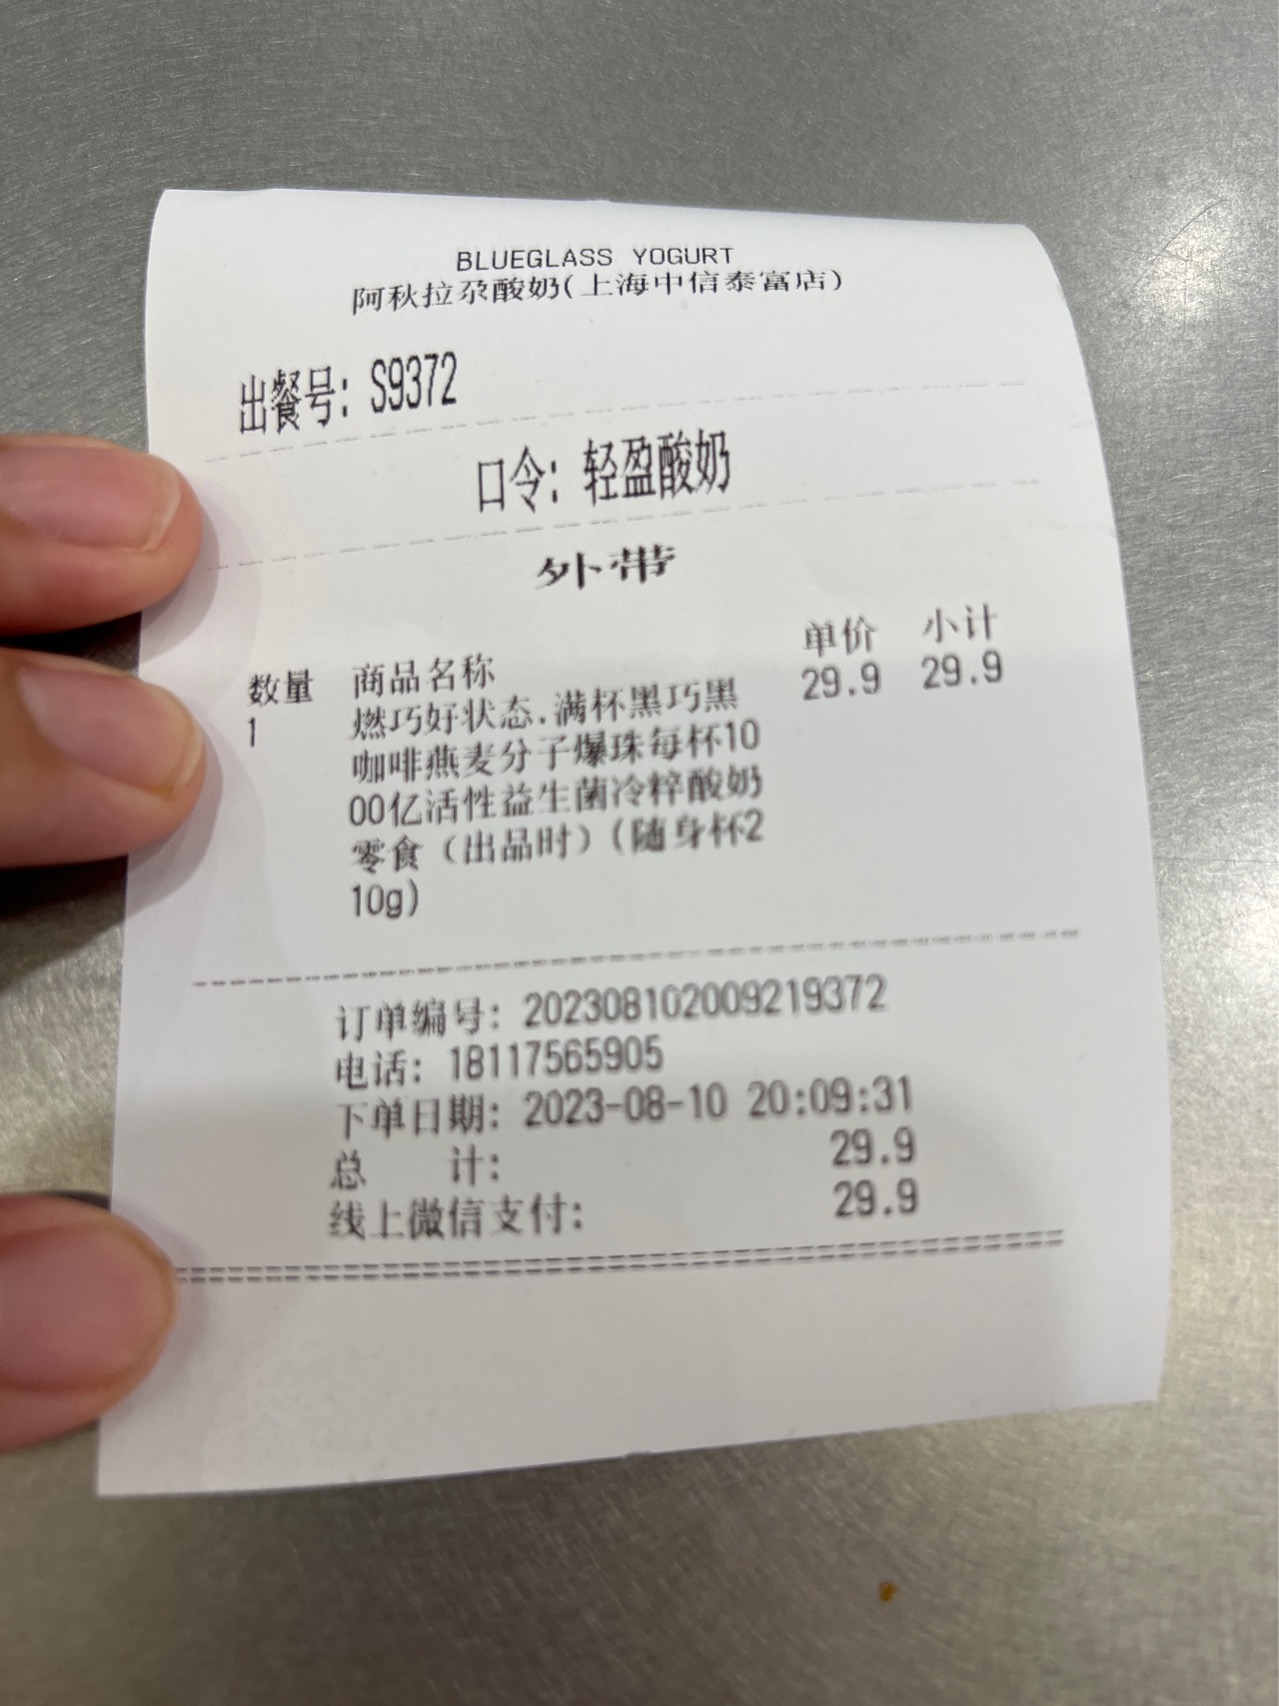 BLUEGLASS YOGURT
阿秋拉尕酸奶(上海中信泰富店)
出餐号: S9372
口令: 轻盈酸奶
外带
数量 商品名称 单价 小计
1 燃巧好状态.满杯黑巧黑 29.9 29.9
咖啡燕麦分子爆珠每杯10
00亿活性益生菌冷粹酸奶
零食（出品时）(随身杯2
10g)
订单编号: 202308102009219372
电话: 18117565905
下单日期: 2023-08-10 20:09:31
总 计: 29.9
线上微信支付: 29.9